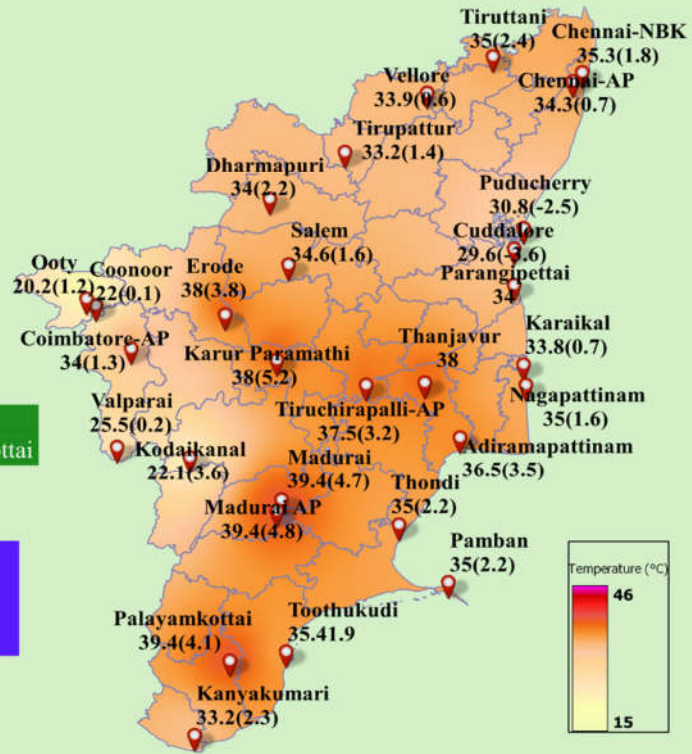 Tiruttani
35(2.4)
Chennai-NBK
35.3(1.8)
Vellore
33.9(0.6)
Chennai-AP
34.3(0.7)
Tirupattur
33.2(1.4)
Dharmapuri
34(2.2)
Puducherry
30.8(-2.5)
Salem
34.6(1.6)
Cuddalore
29.6(-3.6)
Ooty
20.2(1.2)
Coonoor
22(0.1)
Erode
38(3.8)
Parangipettai
34
Karaikal
33.8(0.7)
Coimbatore-AP
34(1.3)
Karur Paramathi
38(5.2)
Thanjavur
38
Nagapattinam
35(1.6)
Valparai
25.5(0.2)
Tiruchirapalli-AP
37.5(3.2)
ttai
Kodaikanal
22.1(3.6)
Adiramapattinam
36.5(3.5)
Madurai
39.4(4.7)
Thondi
35(2.2)
Madurai AP
39.4(4.8)
Pamban
35(2.2)
Temperature (°C)
46
15
Palayamkottai
39.4(4.1)
Toothukudi
35.41.9
Kanyakumari
33.2(2.3)